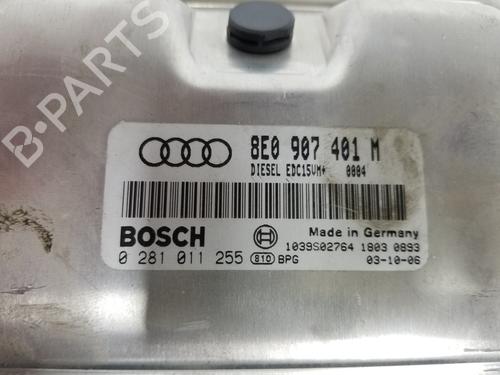 8E0 907 401 M
DIESEL EDC15VM+ 0004
BOSCH
Made in Germany
1039S02764 1803 0893
0 281 011 255 810 BPG 03-10-06
B-PARTS